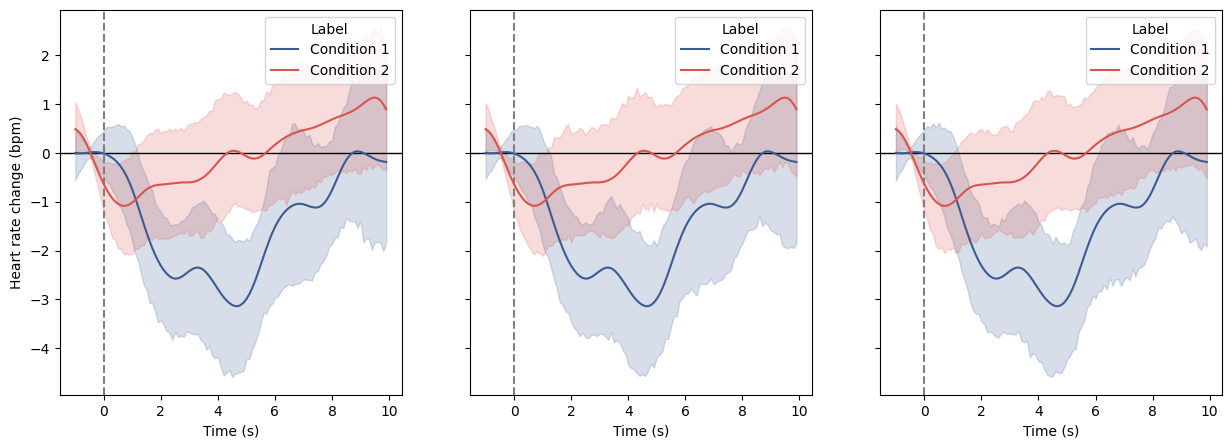 Heart rate change (bpm)
2
1
0
−1
−2
−3
−4
Label
Condition 1
Condition 2
0 2 4 6 8 10
Time (s)
Label
Condition 1
Condition 2
0 2 4 6 8 10
Time (s)
Label
Condition 1
Condition 2
0 2 4 6 8 10
Time (s)